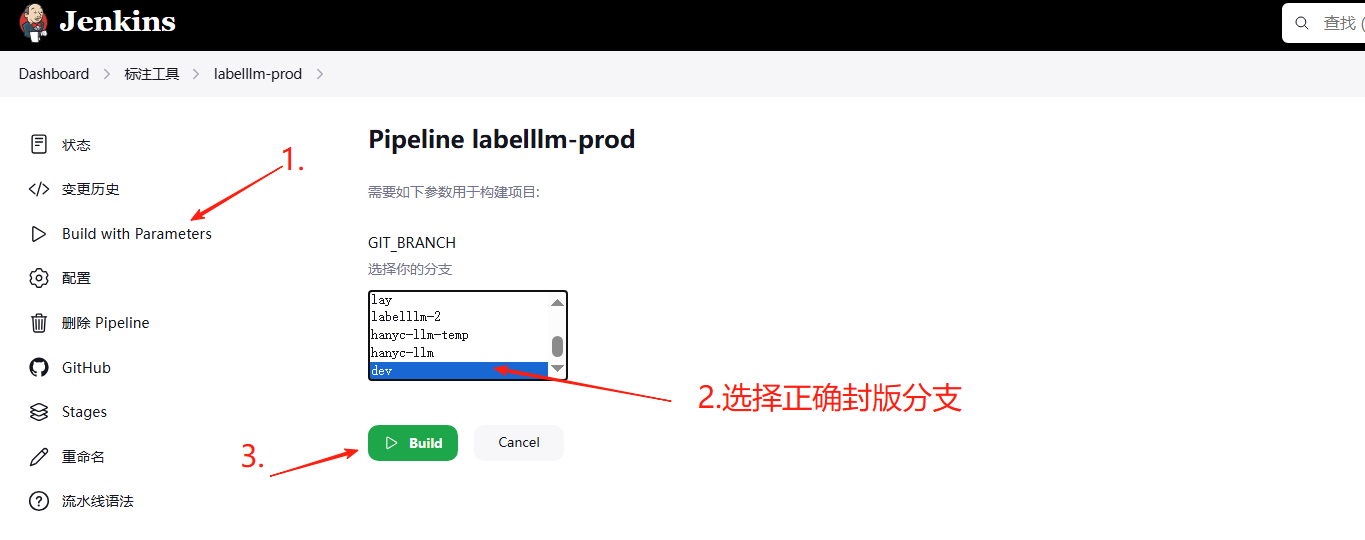 Jenkins
查找 (
Dashboard
标注工具
labelllm-prod
状态
变更历史
Build with Parameters
配置
删除 Pipeline
GitHub
Stages
重命名
流水线语法
1.
Pipeline labelllm-prod
需要如下参数用于构建项目:
GIT_BRANCH
选择你的分支
lay
labelllm-2
hanyc-llm-temp
hanyc-llm
dev
2.选择正确封版分支
3.
Build
Cancel